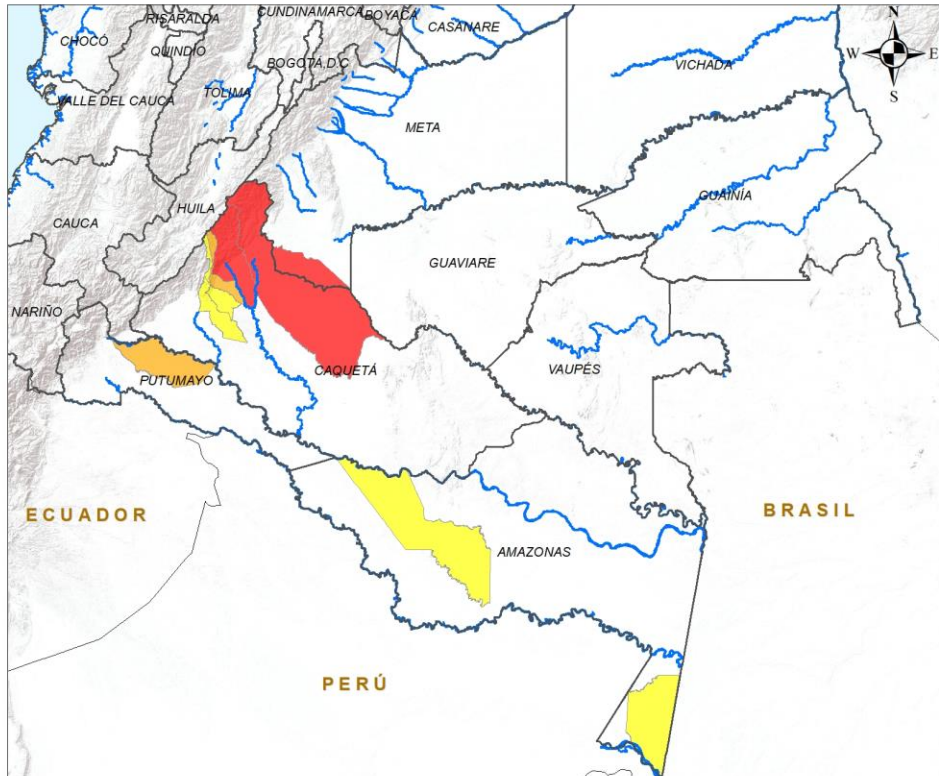 CUNDINAMARCA
BOYACÁ
RISARALDA
CASANARE
N
CHOCÓ
QUINDIO
W
E
BOGOTÁ,D.C
VICHADA
TOLIMA
S
VALLE DEL CAUCA
META
GUAINÍA
HUILA
CAUCA
GUAVIARE
NARIÑO
CAQUETÁ
VAUPÉS
PUTUMAYO
ECUADOR
BRASIL
AMAZONAS
PERÚ